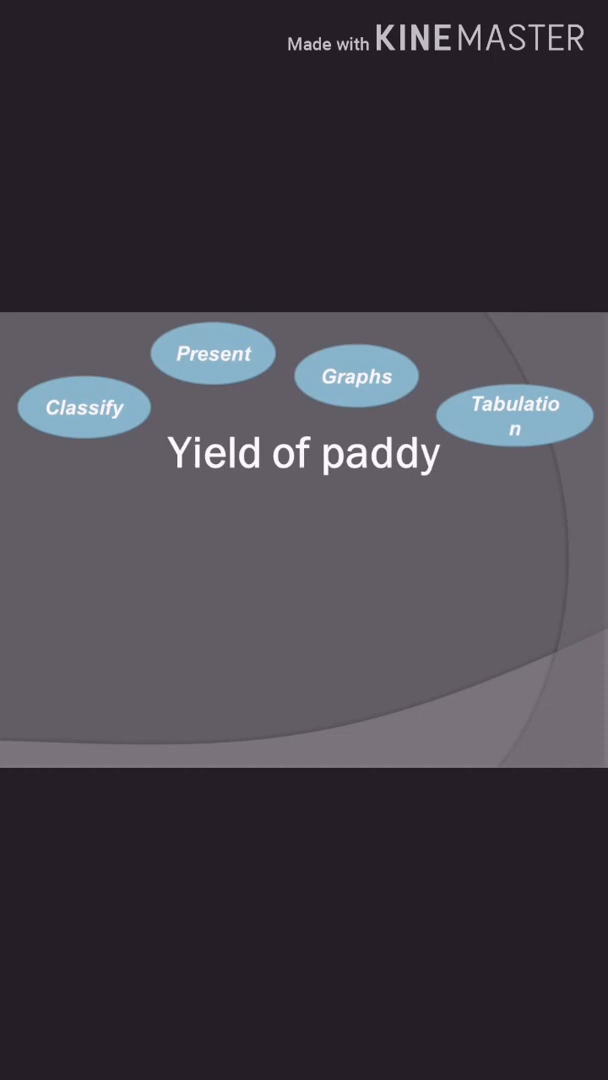 Made with KINEMASTER
Present
Graphs
Classify
Tabulatio
n
Yield of paddy